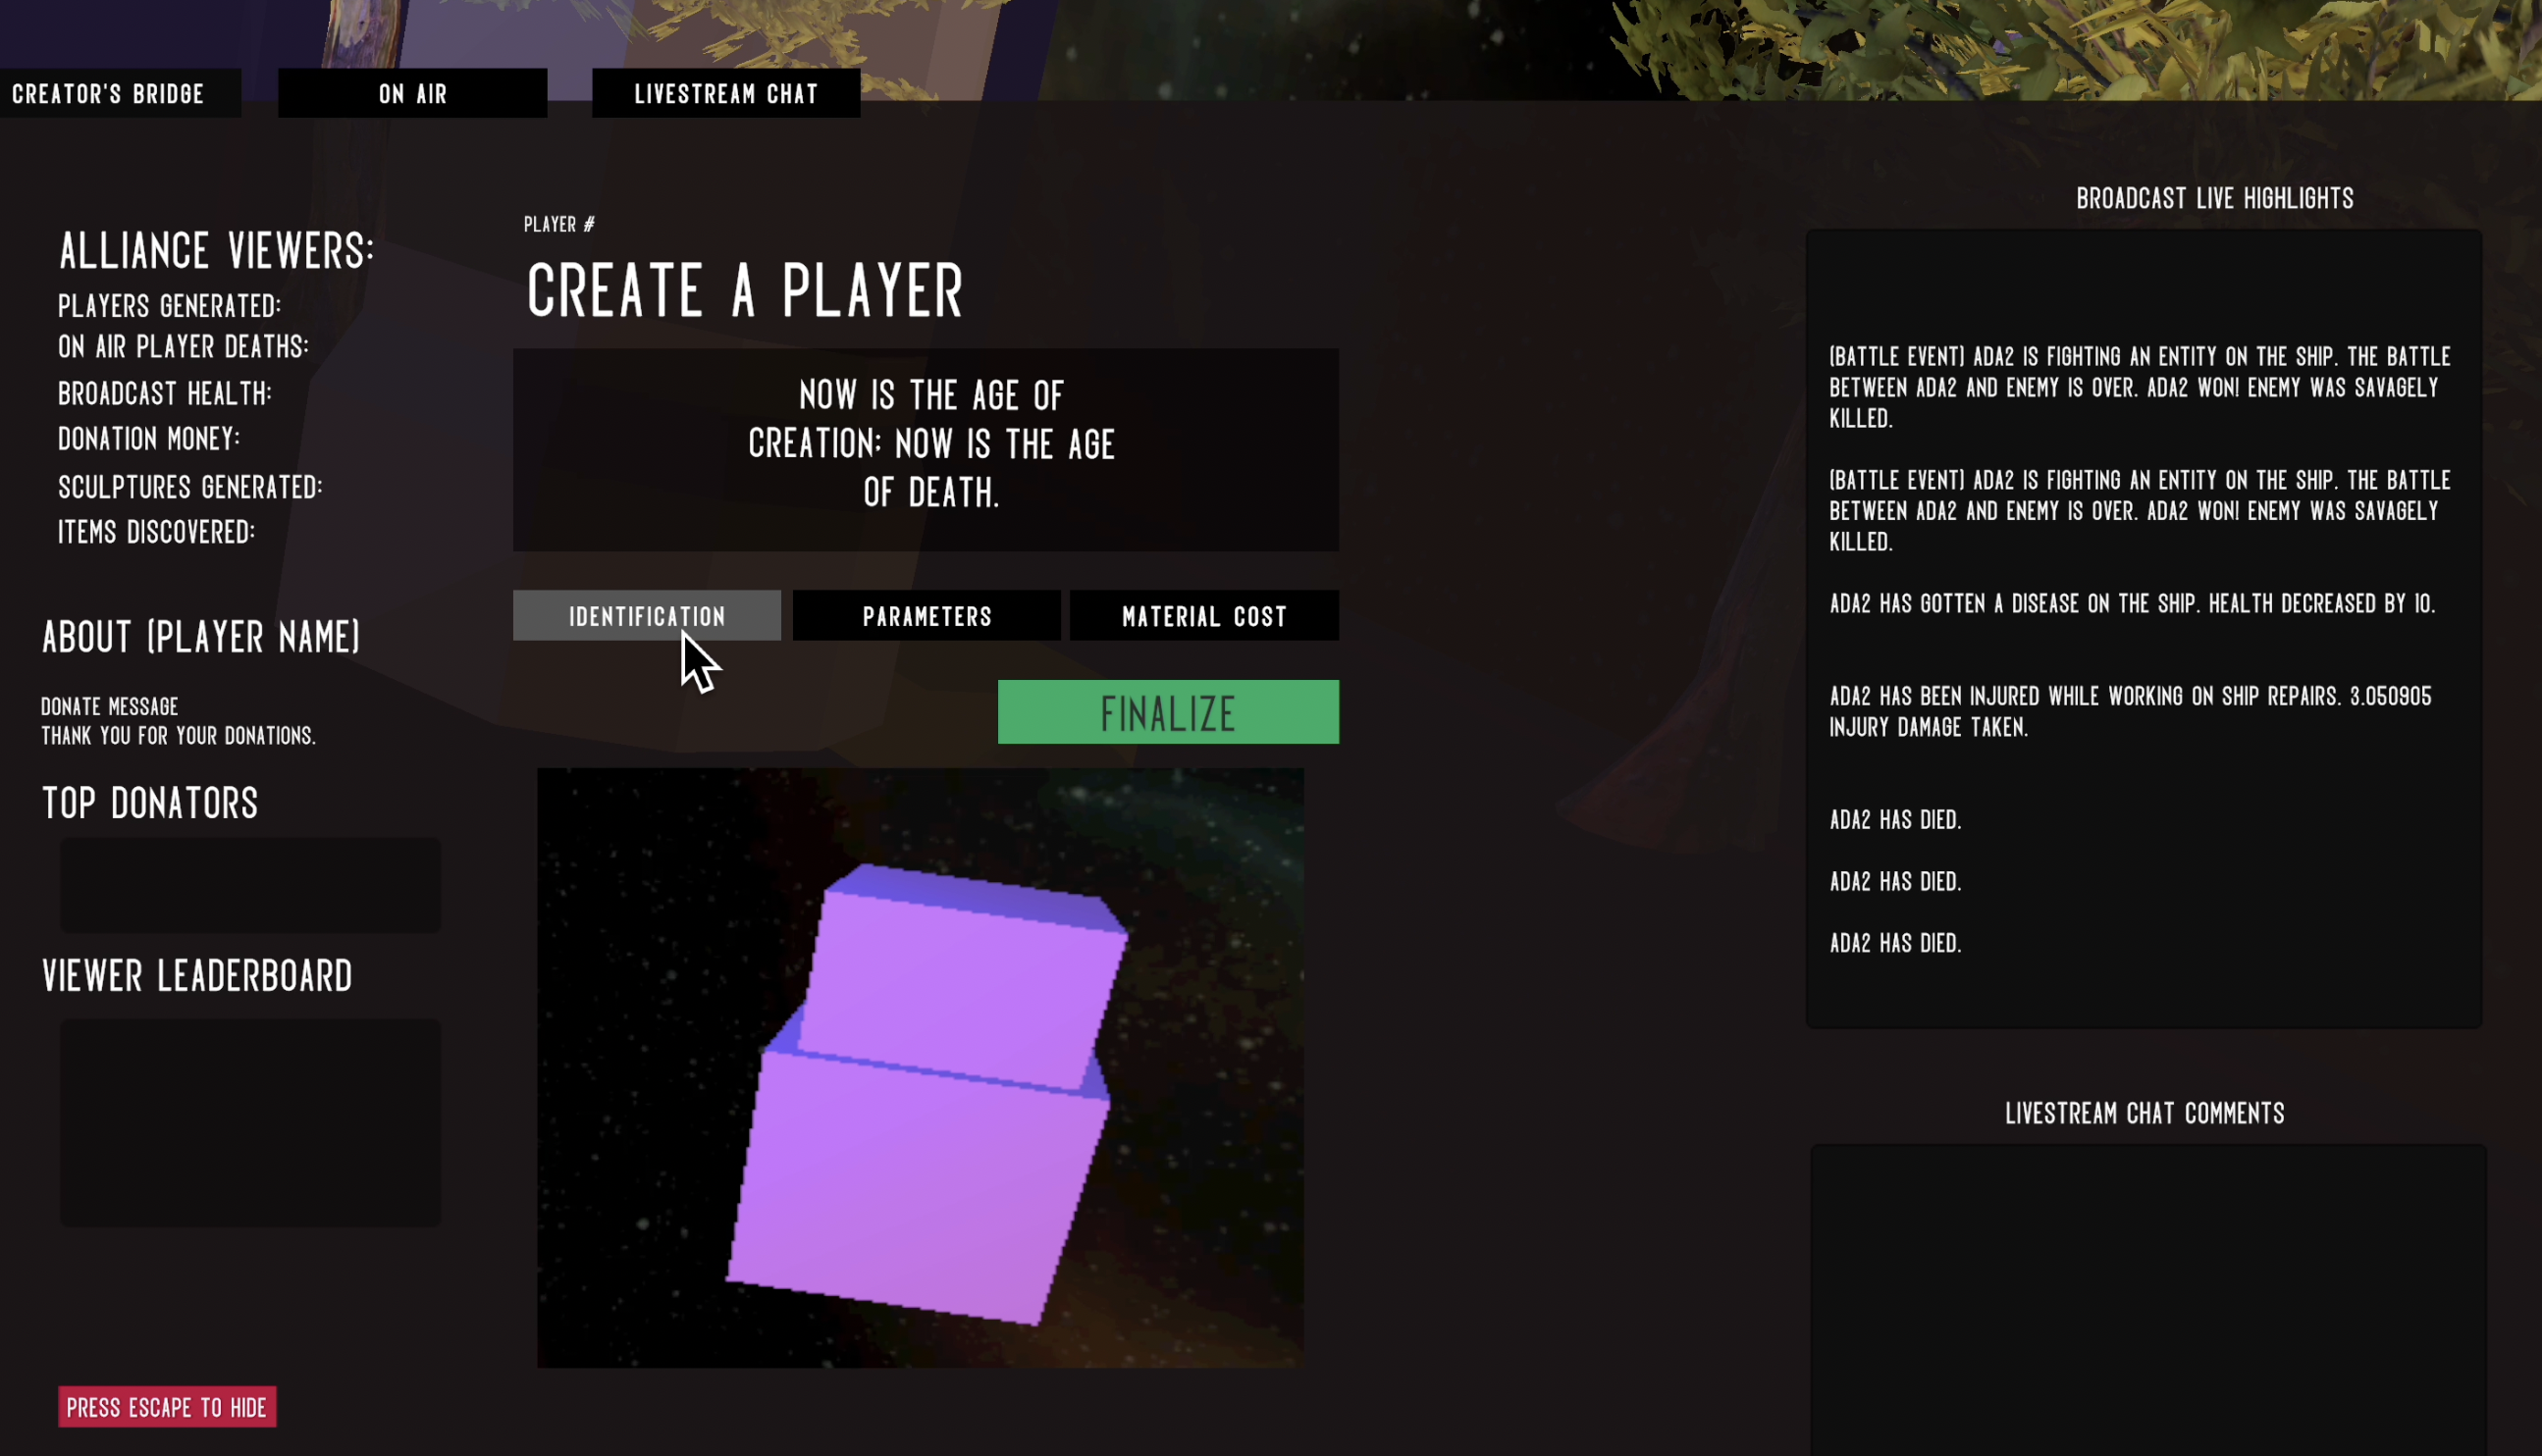 CREATOR'S BRIDGE
ON AIR
LIVESTREAM CHAT
ALLIANCE VIEWERS:
PLAYERS GENERATED:
ON AIR PLAYER DEATHS:
BROADCAST HEALTH:
DONATION MONEY:
SCULPTURES GENERATED:
ITEMS DISCOVERED:
ABOUT (PLAYER NAME)
DONATE MESSAGE
THANK YOU FOR YOUR DONATIONS.
TOP DONATORS
VIEWER LEADERBOARD
PRESS ESCAPE TO HIDE
PLAYER #
CREATE A PLAYER
NOW IS THE AGE OF
CREATION: NOW IS THE AGE
OF DEATH.
IDENTIFICATION
PARAMETERS
MATERIAL COST
FINALIZE
BROADCAST LIVE HIGHLIGHTS
(BATTLE EVENT) ADA2 IS FIGHTING AN ENTITY ON THE SHIP. THE BATTLE
BETWEEN ADA2 AND ENEMY IS OVER. ADA2 WON! ENEMY WAS SAVAGELY
KILLED.
(BATTLE EVENT) ADA2 IS FIGHTING AN ENTITY ON THE SHIP. THE BATTLE
BETWEEN ADA2 AND ENEMY IS OVER. ADA2 WON! ENEMY WAS SAVAGELY
KILLED.
ADA2 HAS GOTTEN A DISEASE ON THE SHIP. HEALTH DECREASED BY 10.
ADA2 HAS BEEN INJURED WHILE WORKING ON SHIP REPAIRS. 3.050905
INJURY DAMAGE TAKEN.
ADA2 HAS DIED.
ADA2 HAS DIED.
ADA2 HAS DIED.
LIVESTREAM CHAT COMMENTS